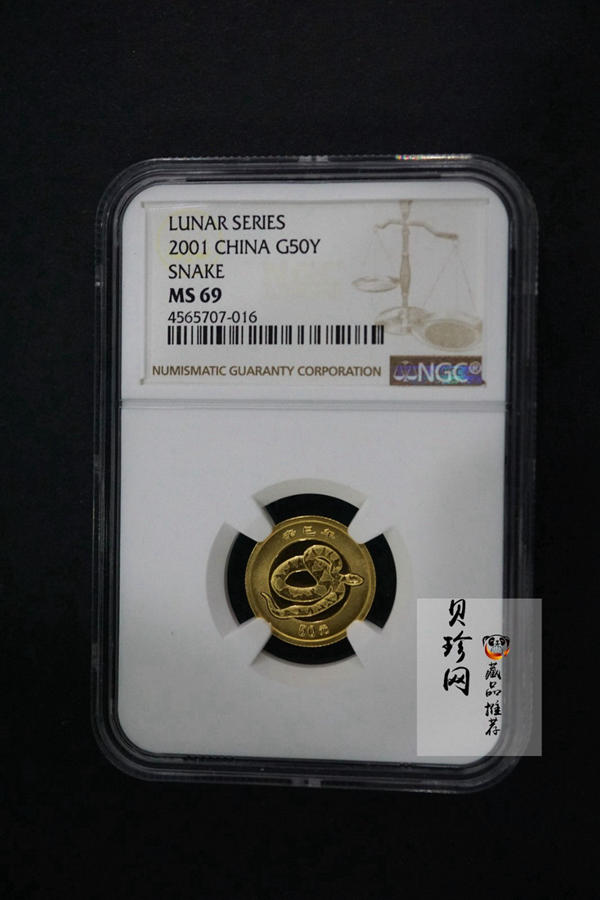 LUNAR SERIES
2001 CHINA G50Y
SNAKE
MS 69
4565707-016
NUMISMATIC GUARANTY CORPORATION
NGC®
50元
贝珍网
藏品推荐